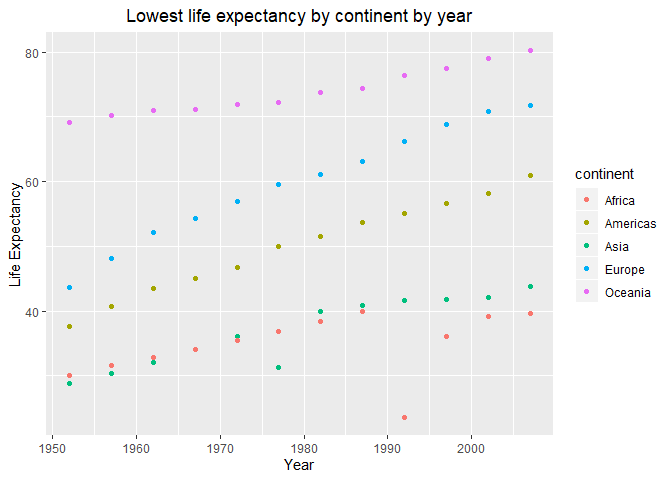 Lowest life expectancy by continent by year
80
60
40
Life Expectancy
1950
1960
1970
1980
1990
2000
Year
continent
Africa
Americas
Asia
Europe
Oceania